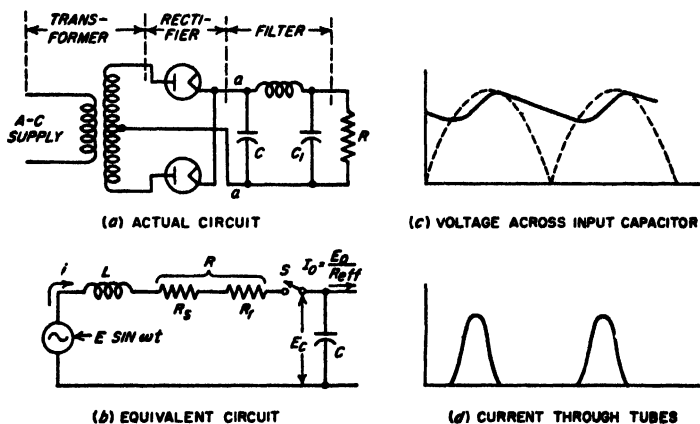 TRANS-
FORMER
RECTI-
FIER
FILTER
A-C
SUPPLY
a
a
C
C1
R
(a) ACTUAL CIRCUIT
(c) VOLTAGE ACROSS INPUT CAPACITOR
i
L
R
Rs
R1
S
I0 = E0/Reff
E SIN ωt
EC
C
(b) EQUIVALENT CIRCUIT
(d) CURRENT THROUGH TUBES